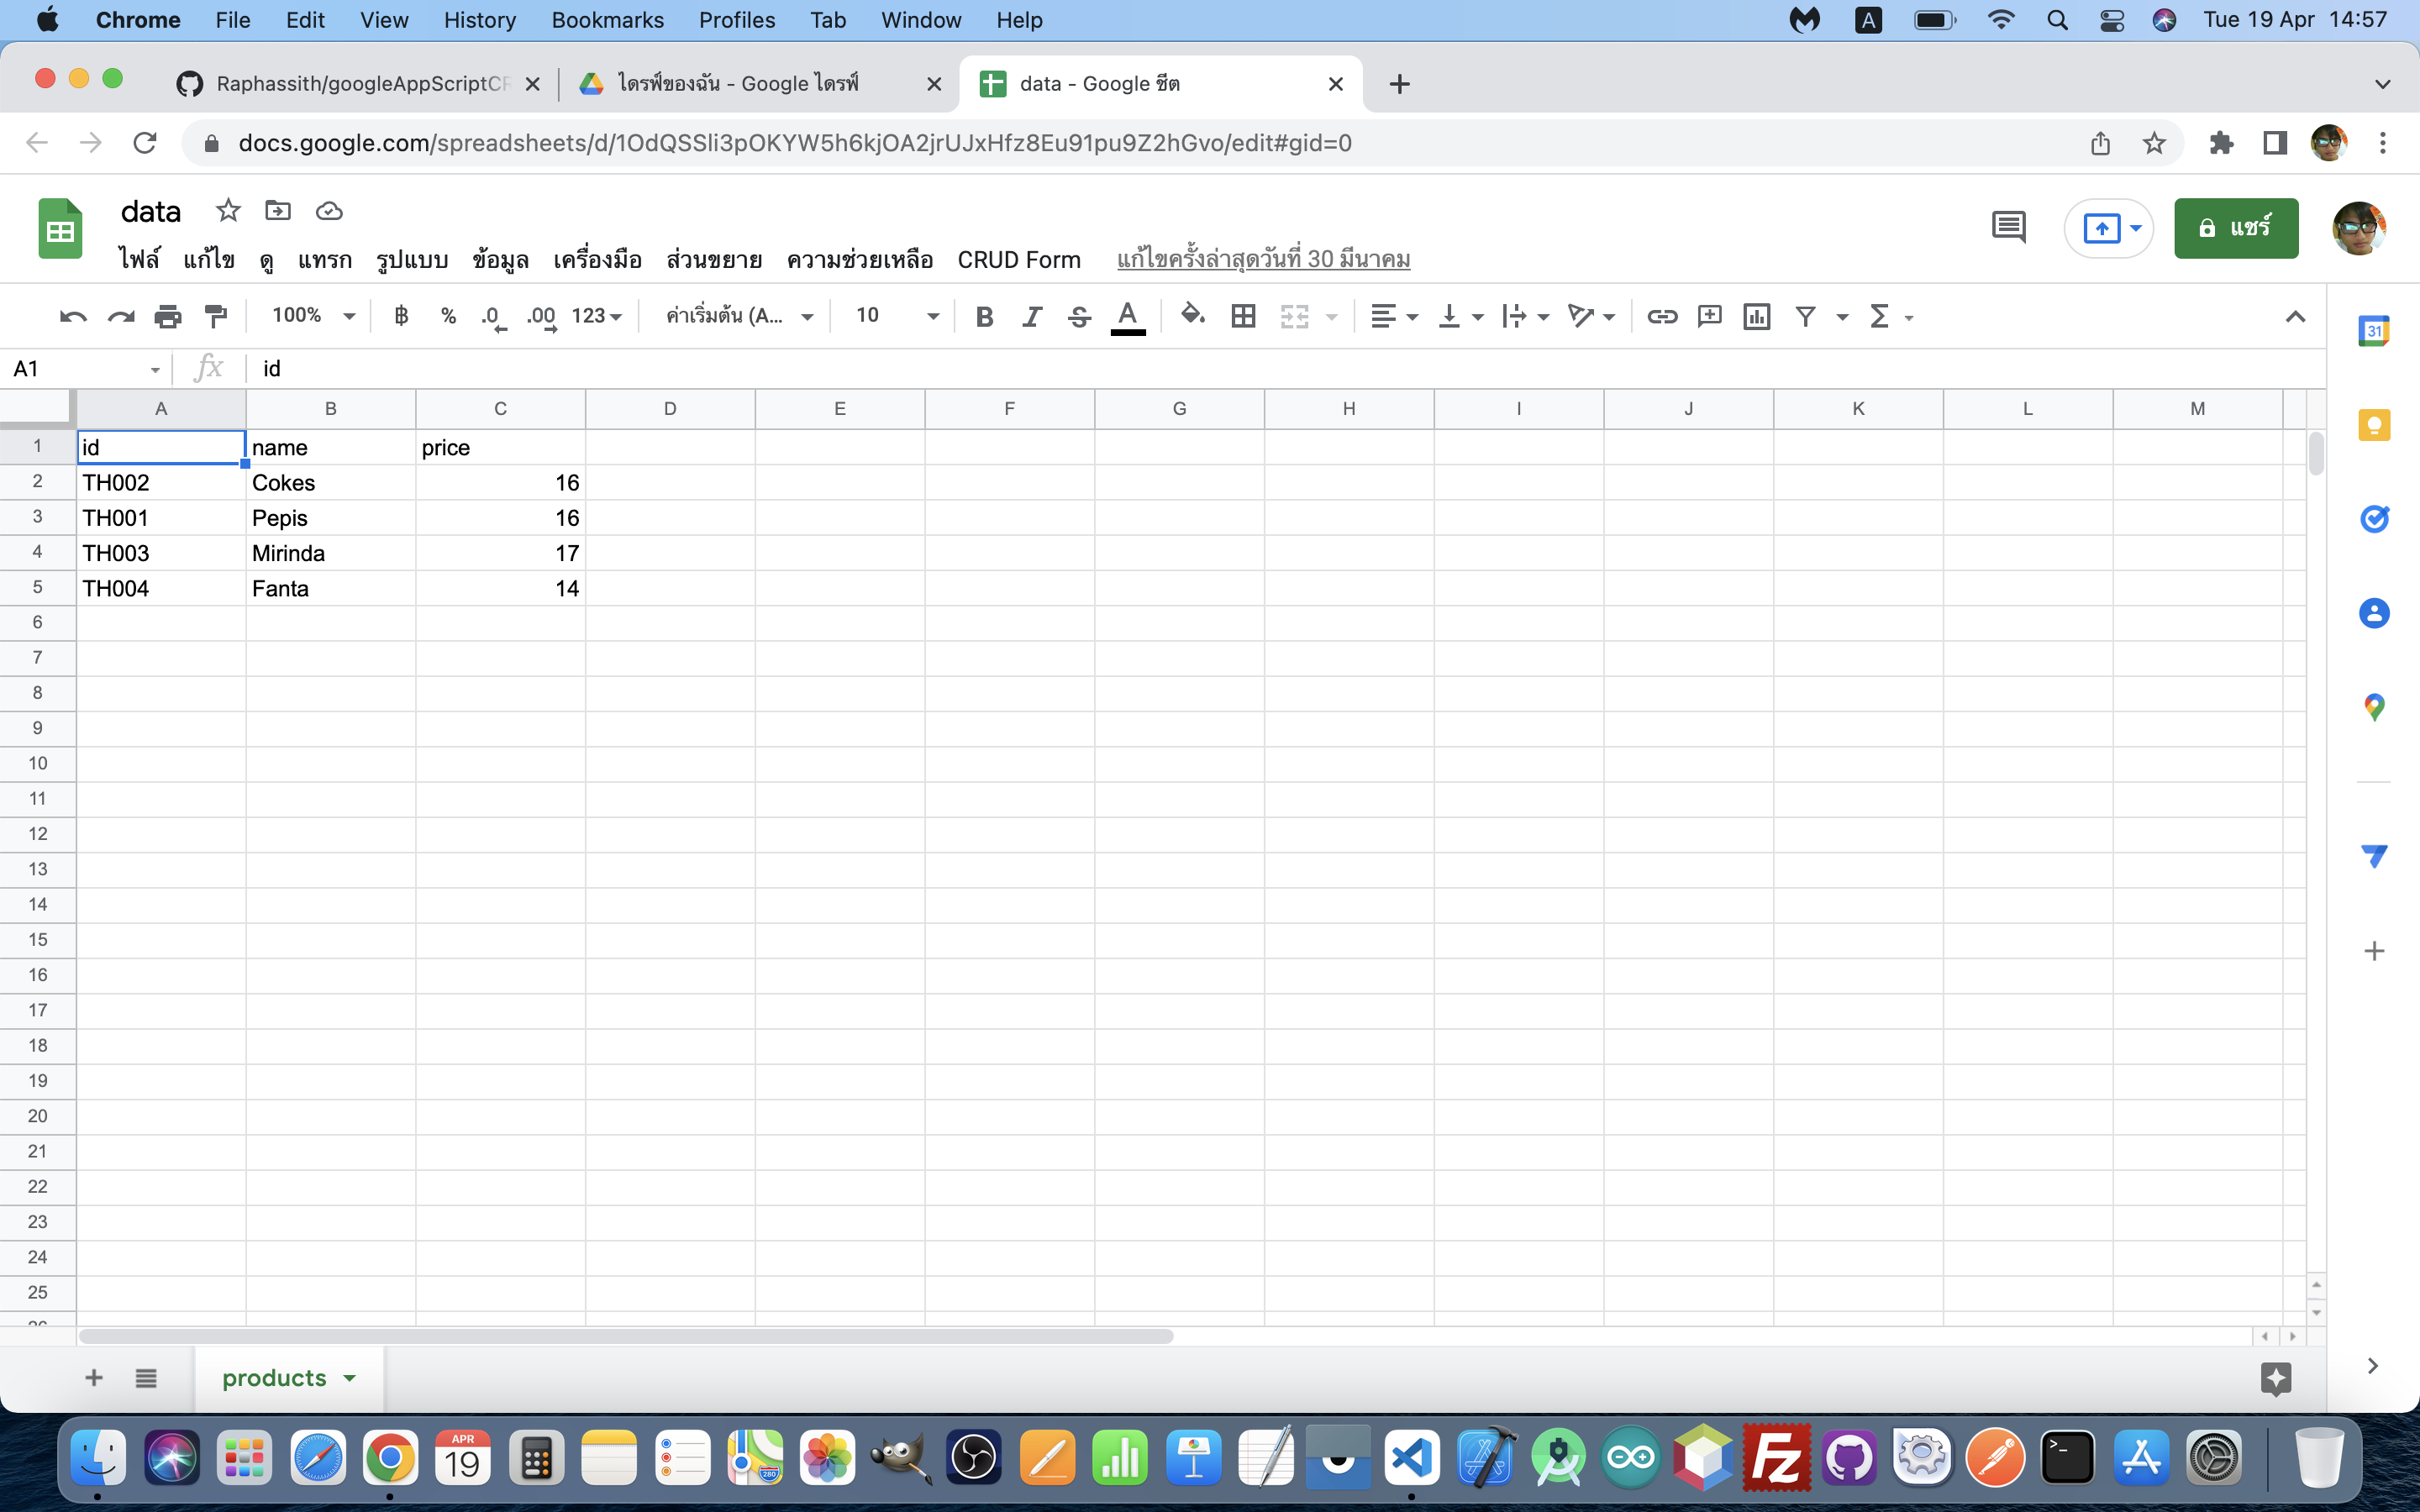 Chrome File Edit View History Bookmarks Profiles Tab Window Help A Tue 19 Apr 14:57
Raphassith/googleAppScriptCR ไดรฟ์ของฉัน - Google ไดรฟ์ data - Google ชีต
docs.google.com/spreadsheets/d/1OdQSSli3pOKYW5h6kjOA2jrUJxHfz8Eu91pu9Z2hGvo/edit#gid=0
data
แชร์
ไฟล์ แก้ไข ดู แทรก รูปแบบ ข้อมูล เครื่องมือ ส่วนขยาย ความช่วยเหลือ CRUD Form แก้ไขครั้งล่าสุดวันที่ 30 มีนาคม
100% ฿ % .0 .00 123 ค่าเริ่มต้น (A... 10 B I S A Σ
31
A1 fx id
A B C D E F G H I J K L M
1 id name price
2 TH002 Cokes 16
3 TH001 Pepis 16
4 TH003 Mirinda 17
5 TH004 Fanta 14
6
7
8
9
10
11
12
13
14
15
16
17
18
19
20
21
22
23
24
25
26
products
APR
19
280
Fz
>_